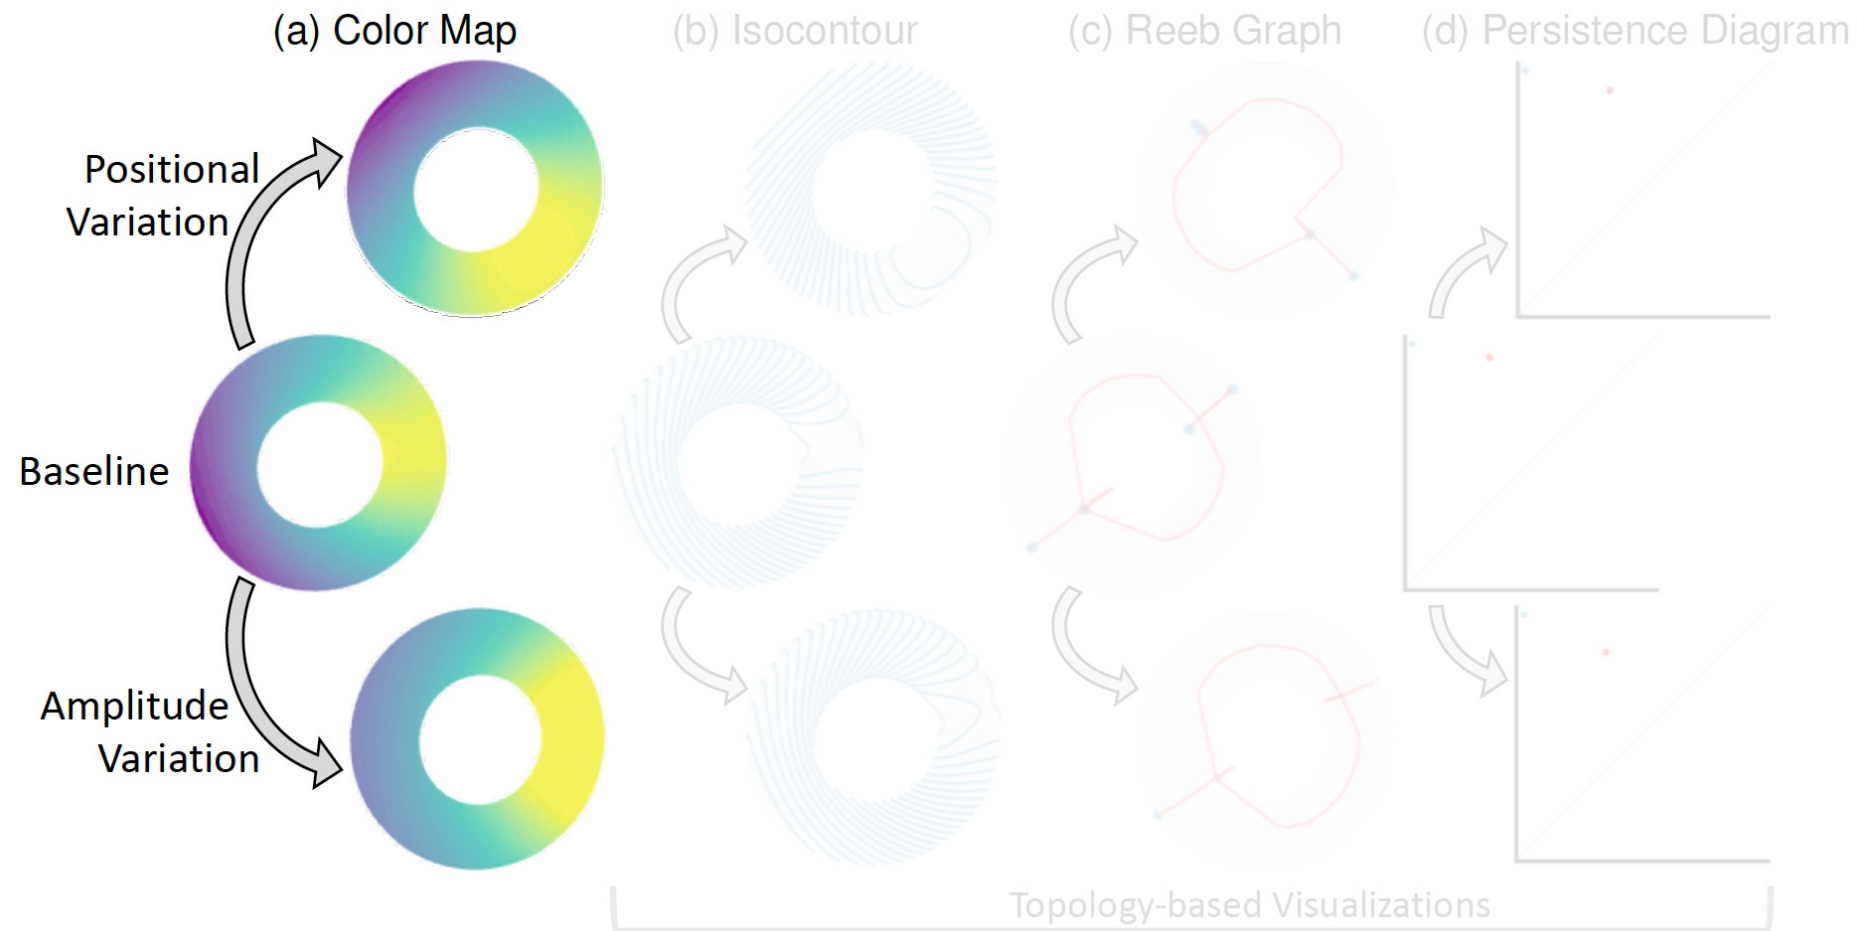 (a) Color Map
(b) Isocontour
(c) Reeb Graph
(d) Persistence Diagram
Positional
Variation
Baseline
Amplitude
Variation
Topology-based Visualizations